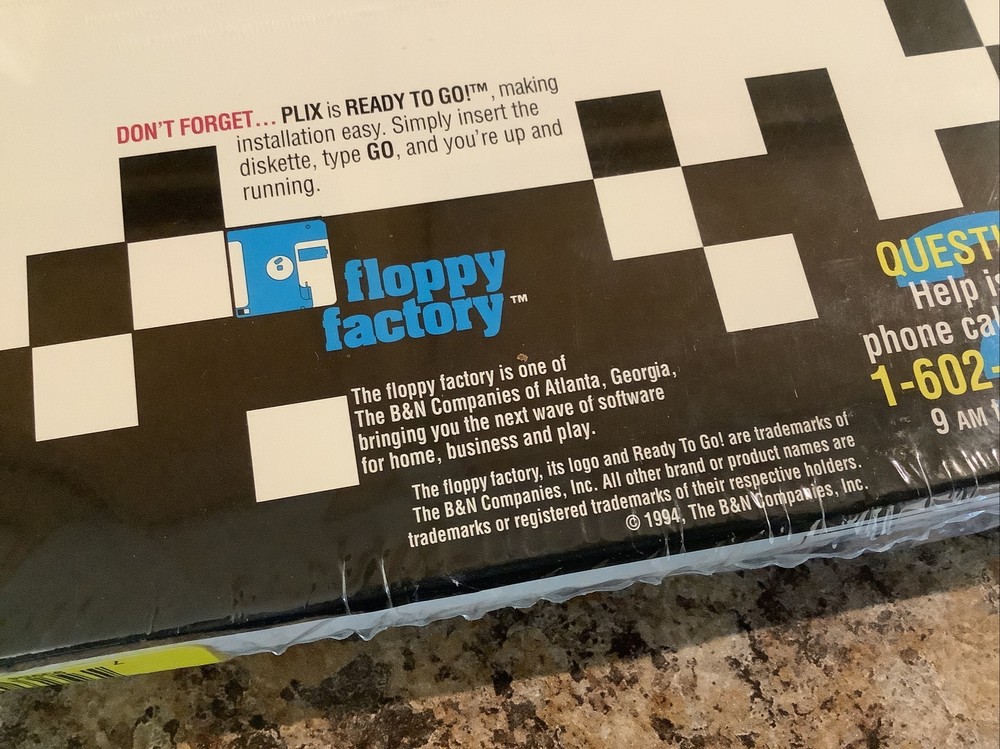 DON'T FORGET... PLIX is READY TO GO!™, making
installation easy. Simply insert the
diskette, type GO, and you're up and
running.
floppy
factory™
The floppy factory is one of
The B&N Companies of Atlanta, Georgia,
bringing you the next wave of software
for home, business and play.
The floppy factory, its logo and Ready To Go! are trademarks of
The B&N Companies, Inc. All other brand or product names are
trademarks or registered trademarks of their respective holders.
© 1994, The B&N Companies, Inc.
QUESTI
Help is
phone cal
1-602-
9 AM t